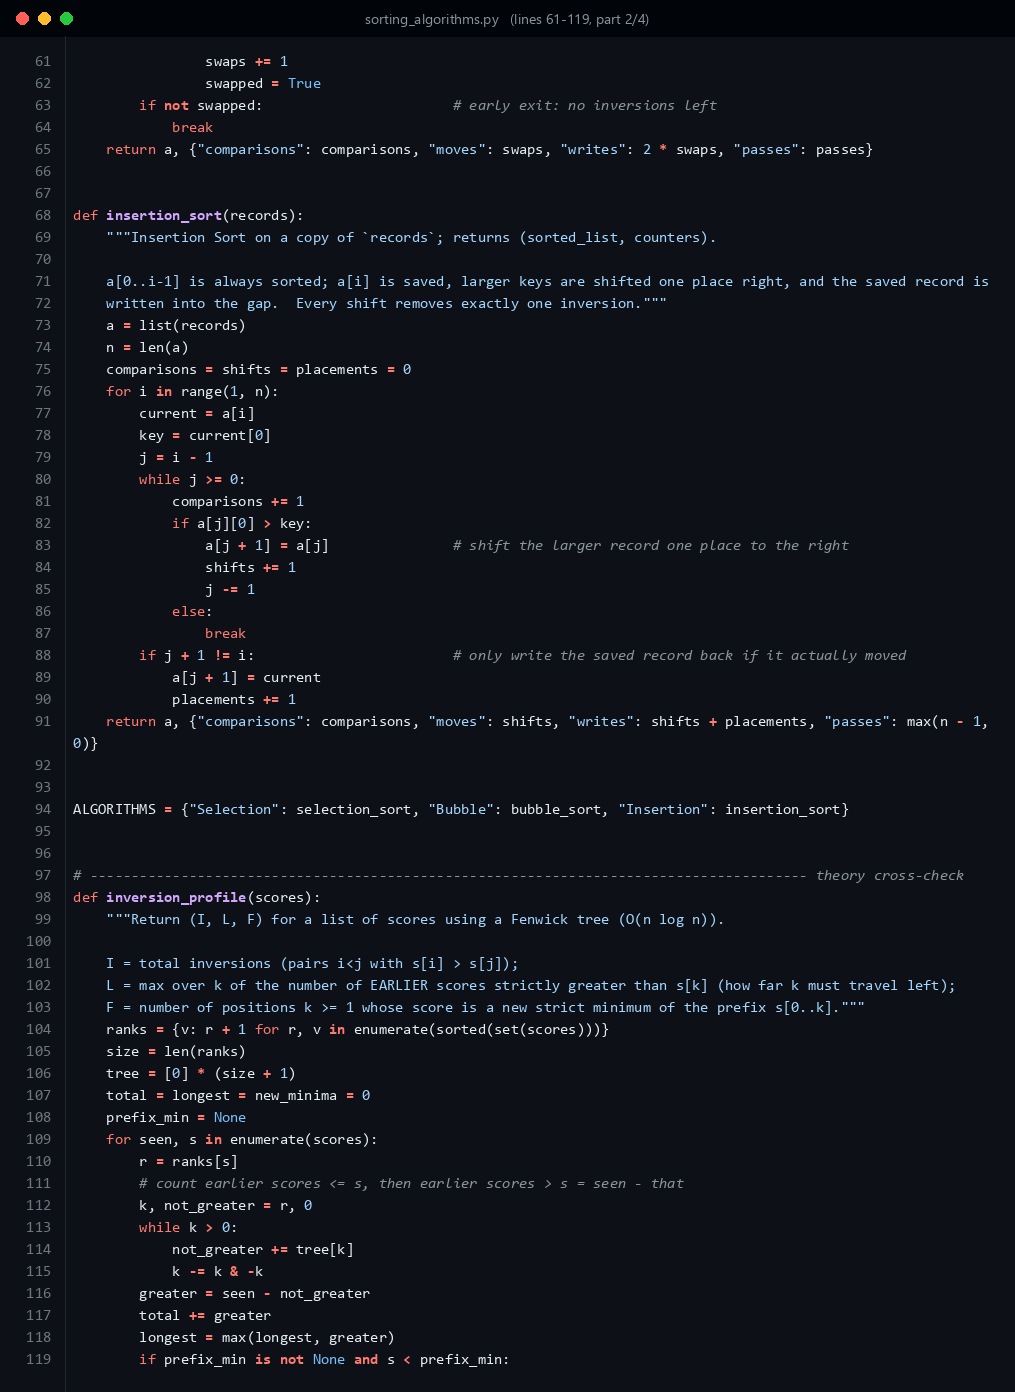 sorting_algorithms.py (lines 61-119, part 2/4)
61                 swaps += 1
62                 swapped = True
63         if not swapped:                       # early exit: no inversions left
64             break
65     return a, {"comparisons": comparisons, "moves": swaps, "writes": 2 * swaps, "passes": passes}
66
67
68 def insertion_sort(records):
69     """Insertion Sort on a copy of `records`; returns (sorted_list, counters).
70
71     a[0..i-1] is always sorted; a[i] is saved, larger keys are shifted one place right, and the saved record is
72     written into the gap.  Every shift removes exactly one inversion."""
73     a = list(records)
74     n = len(a)
75     comparisons = shifts = placements = 0
76     for i in range(1, n):
77         current = a[i]
78         key = current[0]
79         j = i - 1
80         while j >= 0:
81             comparisons += 1
82             if a[j][0] > key:
83                 a[j + 1] = a[j]               # shift the larger record one place to the right
84                 shifts += 1
85                 j -= 1
86             else:
87                 break
88         if j + 1 != i:                        # only write the saved record back if it actually moved
89             a[j + 1] = current
90             placements += 1
91     return a, {"comparisons": comparisons, "moves": shifts, "writes": shifts + placements, "passes": max(n - 1,
0)}
92
93
94 ALGORITHMS = {"Selection": selection_sort, "Bubble": bubble_sort, "Insertion": insertion_sort}
95
96
97 # --------------------------------------------------------------------------------------- theory cross-check
98 def inversion_profile(scores):
99     """Return (I, L, F) for a list of scores using a Fenwick tree (O(n log n)).
100
101     I = total inversions (pairs i<j with s[i] > s[j]);
102     L = max over k of the number of EARLIER scores strictly greater than s[k] (how far k must travel left);
103     F = number of positions k >= 1 whose score is a new strict minimum of the prefix s[0..k]."""
104     ranks = {v: r + 1 for r, v in enumerate(sorted(set(scores)))}
105     size = len(ranks)
106     tree = [0] * (size + 1)
107     total = longest = new_minima = 0
108     prefix_min = None
109     for seen, s in enumerate(scores):
110         r = ranks[s]
111         # count earlier scores <= s, then earlier scores > s = seen - that
112         k, not_greater = r, 0
113         while k > 0:
114             not_greater += tree[k]
115             k -= k & -k
116         greater = seen - not_greater
117         total += greater
118         longest = max(longest, greater)
119         if prefix_min is not None and s < prefix_min: